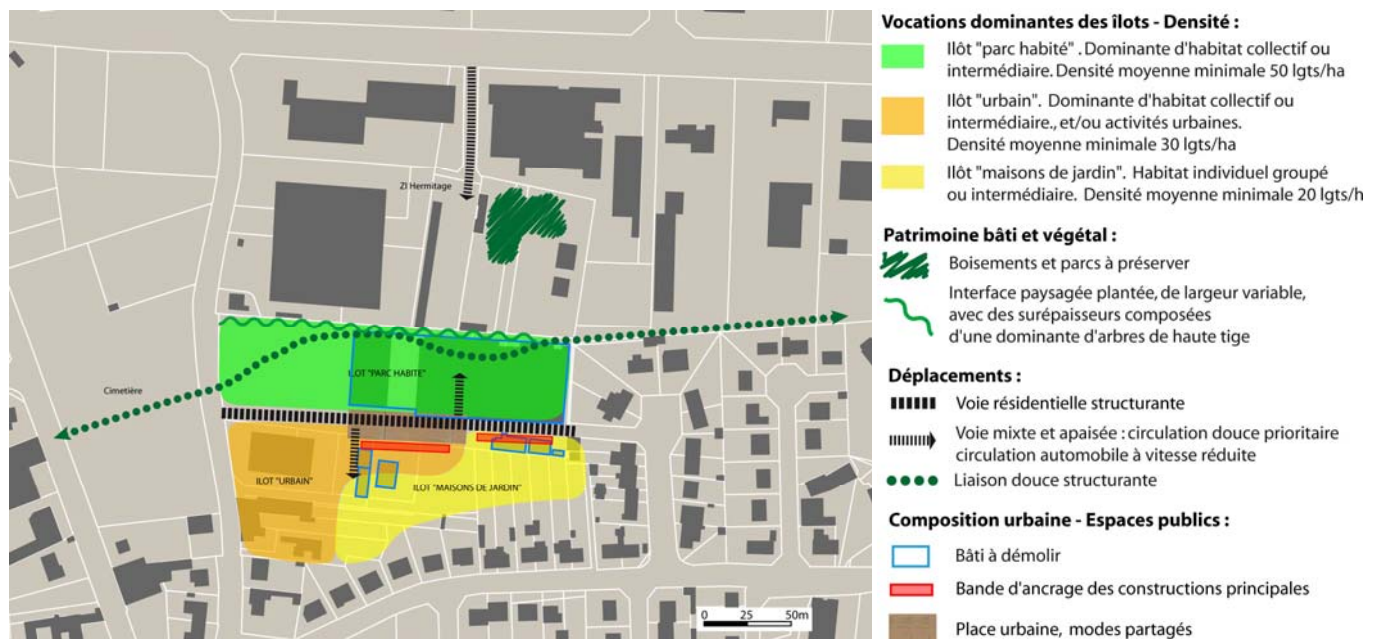 ZI Hermitage
Cimetière
ILOT "PARC HABITE"
ILOT "URBAIN"
ILOT "MAISONS DE JARDIN"
0 25 50m
Vocations dominantes des îlots - Densité :
Ilôt "parc habité" . Dominante d'habitat collectif ou
intermédiaire. Densité moyenne minimale 50 lgts/ha
Ilôt "urbain". Dominante d'habitat collectif ou
intermédiaire., et/ou activités urbaines.
Densité moyenne minimale 30 lgts/ha
Ilôt "maisons de jardin". Habitat individuel groupé
ou intermédiaire. Densité moyenne minimale 20 lgts/h
Patrimoine bâti et végétal :
Boisements et parcs à préserver
Interface paysagée plantée, de largeur variable,
avec des surépaisseurs composées
d'une dominante d'arbres de haute tige
Déplacements :
Voie résidentielle structurante
Voie mixte et apaisée : circulation douce prioritaire
circulation automobile à vitesse réduite
Liaison douce structurante
Composition urbaine - Espaces publics :
Bâti à démolir
Bande d'ancrage des constructions principales
Place urbaine, modes partagés